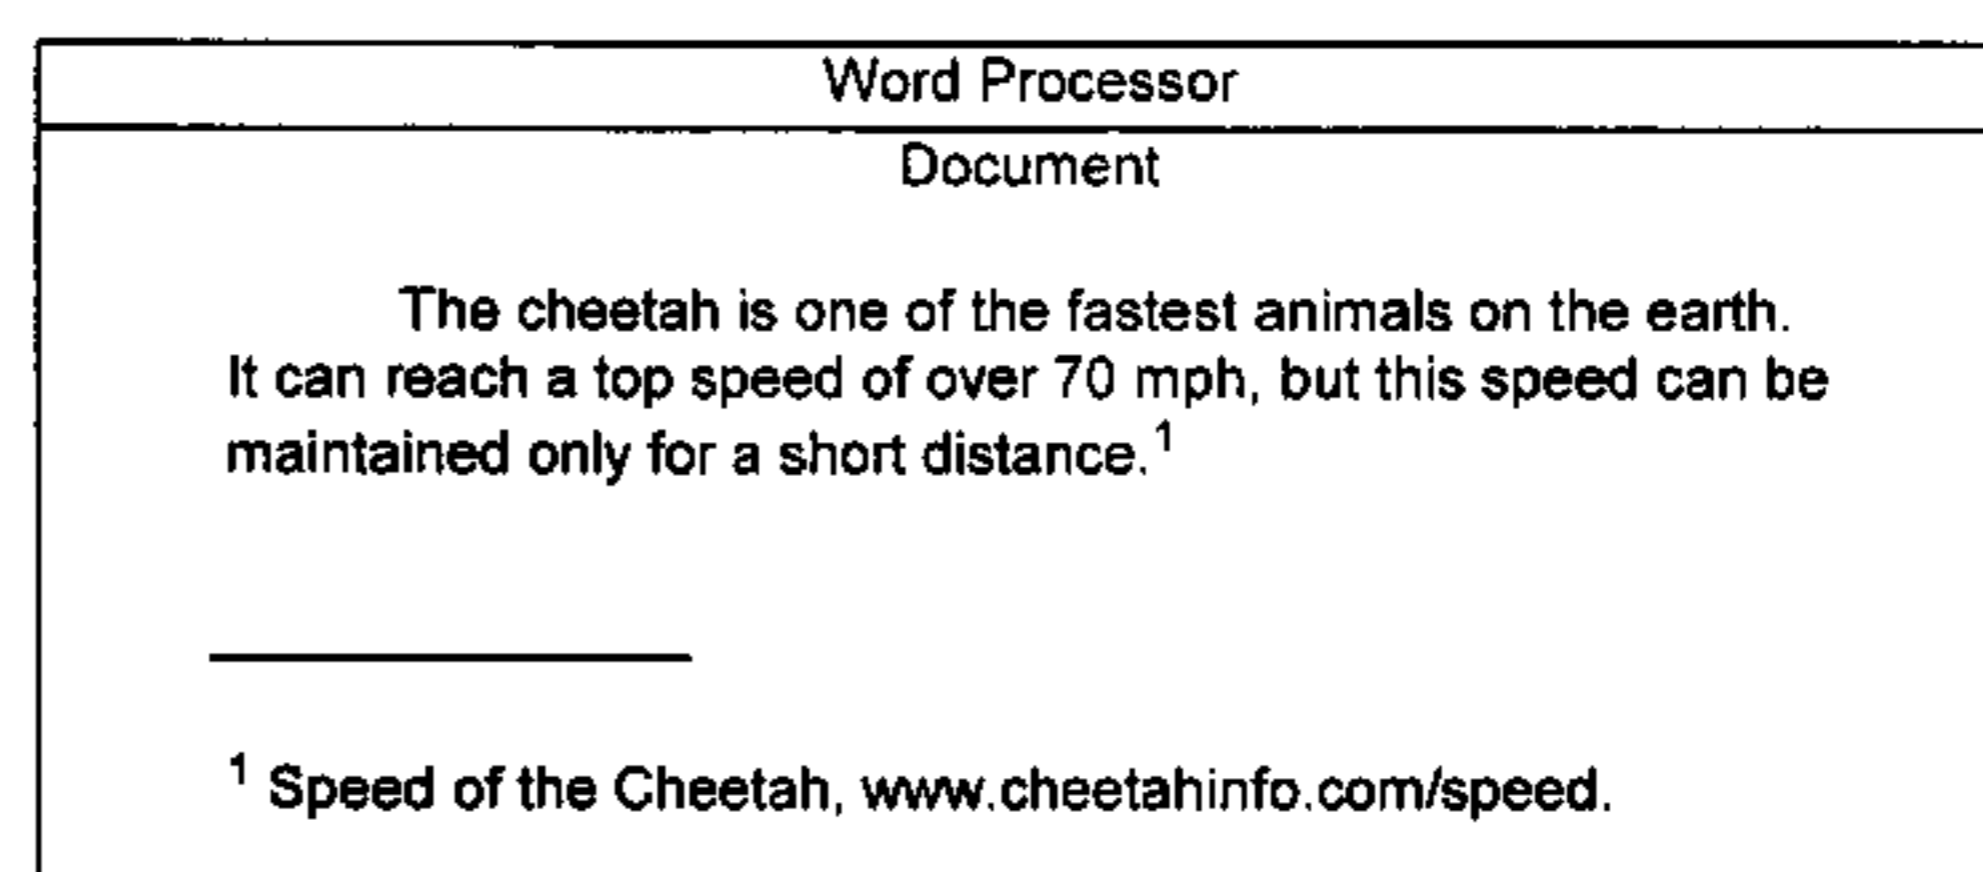 Word Processor
Document
The cheetah is one of the fastest animals on the earth.
It can reach a top speed of over 70 mph, but this speed can be
maintained only for a short distance.¹
¹ Speed of the Cheetah, www.cheetahinfo.com/speed.